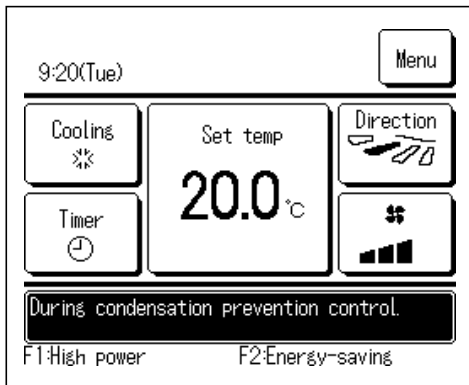 9:20(Tue)
Menu
Cooling
Set temp
Direction
20.0 °C
Timer
During condensation prevention control.
F1:High power
F2:Energy-saving